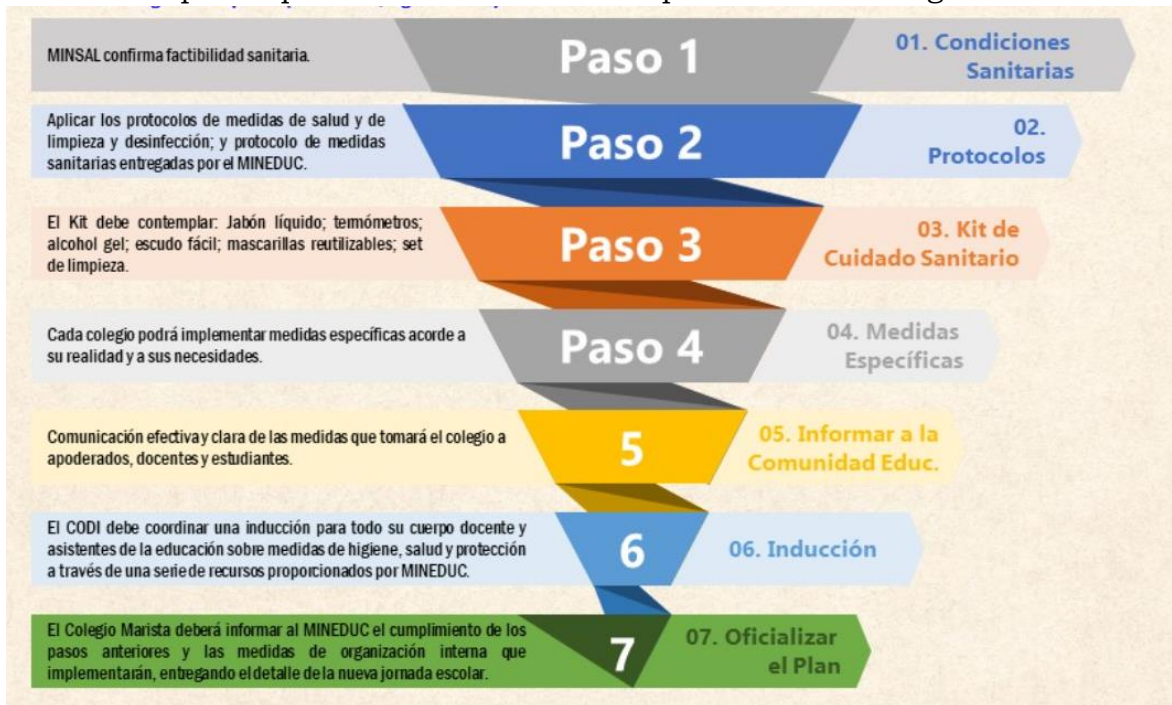 MINSAL confirma factibilidad sanitaria.
Paso 1
01. Condiciones
Sanitarias
Aplicar los protocolos de medidas de salud y de
limpieza y desinfección; y protocolo de medidas
sanitarias entregadas por el MINEDUC.
Paso 2
02.
Protocolos
El Kit debe contemplar: Jabón líquido; termómetros;
alcohol gel; escudo fácil; mascarillas reutilizables; set
de limpieza.
Paso 3
03. Kit de
Cuidado Sanitario
Cada colegio podrá implementar medidas específicas acorde a
su realidad y a sus necesidades.
Paso 4
04. Medidas
Específicas
Comunicación efectiva y clara de las medidas que tomará el colegio a
apoderados, docentes y estudiantes.
5
05. Informar a la
Comunidad Educ.
El CODI debe coordinar una inducción para todo su cuerpo docente y
asistentes de la educación sobre medidas de higiene, salud y protección
a través de una serie de recursos proporcionados por MINEDUC.
6
06. Inducción
El Colegio Marista deberá informar al MINEDUC el cumplimiento de los
pasos anteriores y las medidas de organización interna que
implementarán, entregando el detalle de la nueva jornada escolar.
7
07. Oficializar
el Plan